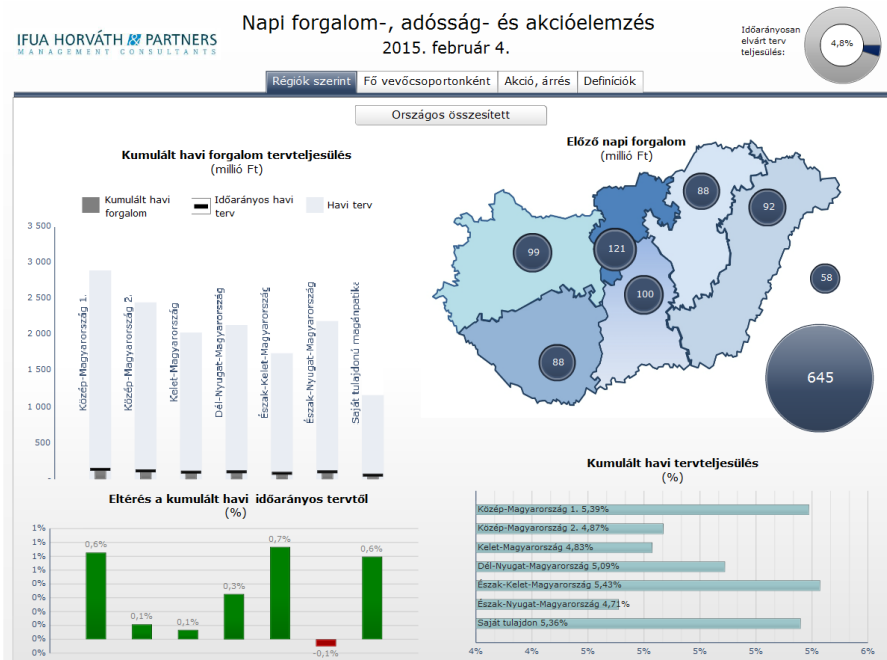 IFUA HORVÁTH & PARTNERS
MANAGEMENT CONSULTANTS
Napi forgalom-, adósság- és akcióelemzés
2015. február 4.
Időarányosan
elvárt terv
teljesülés:
4,8%
Régiók szerint
Fő vevőcsoportonként
Akció, árrés
Definíciók
Országos összesített
Kumulált havi forgalom tervteljesülés
(millió Ft)
Kumulált havi
forgalom
Időarányos havi
terv
Havi terv
3 500
3 000
2 500
2 000
1 500
1 000
500
-
Közép-Magyarország 1.
Közép-Magyarország 2.
Kelet-Magyarország
Dél-Nyugat-Magyarország
Észak-Kelet-Magyarország
Észak-Nyugat-Magyarország
Saját tulajdonú magánpatika
Előző napi forgalom
(millió Ft)
88
92
99
121
100
58
88
645
Eltérés a kumulált havi időarányos tervtől
(%)
1%
1%
1%
1%
0%
0%
0%
0%
0%
0%
0,6%
0,1%
0,1%
0,3%
0,7%
-0,1%
0,6%
Kumulált havi tervteljesülés
(%)
Közép-Magyarország 1. 5,39%
Közép-Magyarország 2. 4,87%
Kelet-Magyarország 4,83%
Dél-Nyugat-Magyarország 5,09%
Észak-Kelet-Magyarország 5,43%
Észak-Nyugat-Magyarország 4,71%
Saját tulajdon 5,36%
4%
4%
5%
5%
5%
5%
5%
6%